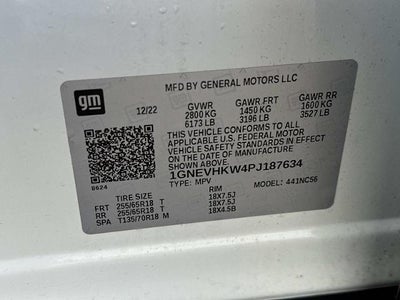 gm
MFD BY GENERAL MOTORS LLC
12/22
GVWR GAWR FRT GAWR RR
2800 KG 1450 KG 1600 KG
6173 LB 3196 LB 3527 LB
THIS VEHICLE CONFORMS TO ALL APPLICABLE
U.S. FEDERAL MOTOR
VEHICLE SAFETY STANDARDS IN EFFECT
ON THE DATE OF MANUFACTURE
SHOWN ABOVE.
1GNEVHKW4PJ187634
TYPE: MPV MODEL: 441NC56
B624
TIRE SIZE RIM
FRT 255/65R18 T 18X7.5J
RR 255/65R18 T 18X7.5J
SPA T135/70R18 M 18X4.5B